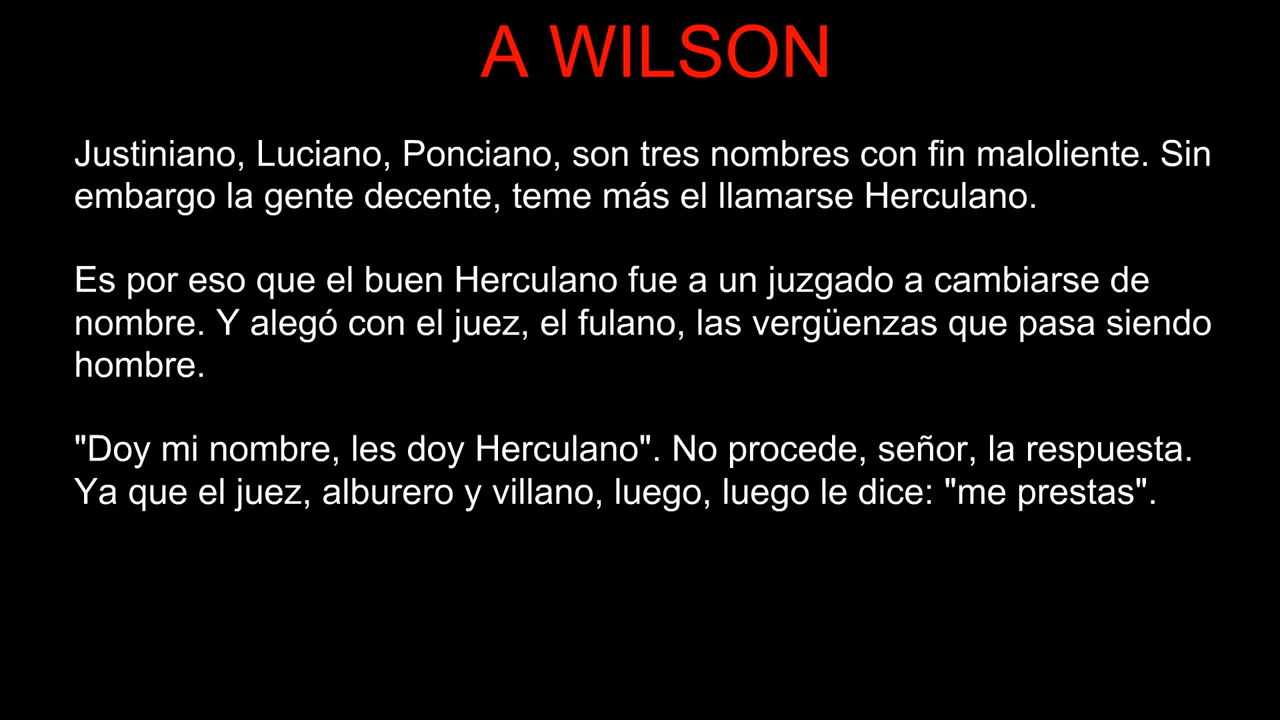 A WILSON
Justiniano, Luciano, Ponciano, son tres nombres con fin maloliente. Sin
embargo la gente decente, teme más el llamarse Herculano.
Es por eso que el buen Herculano fue a un juzgado a cambiarse de
nombre. Y alegó con el juez, el fulano, las vergüenzas que pasa siendo
hombre.
"Doy mi nombre, les doy Herculano". No procede, señor, la respuesta.
Ya que el juez, alburero y villano, luego, luego le dice: "me prestas".